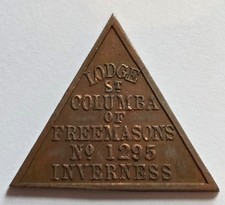 LODGE
ST
COLUMBA
OF
FREEMASONS
NO 1295
INVERNESS